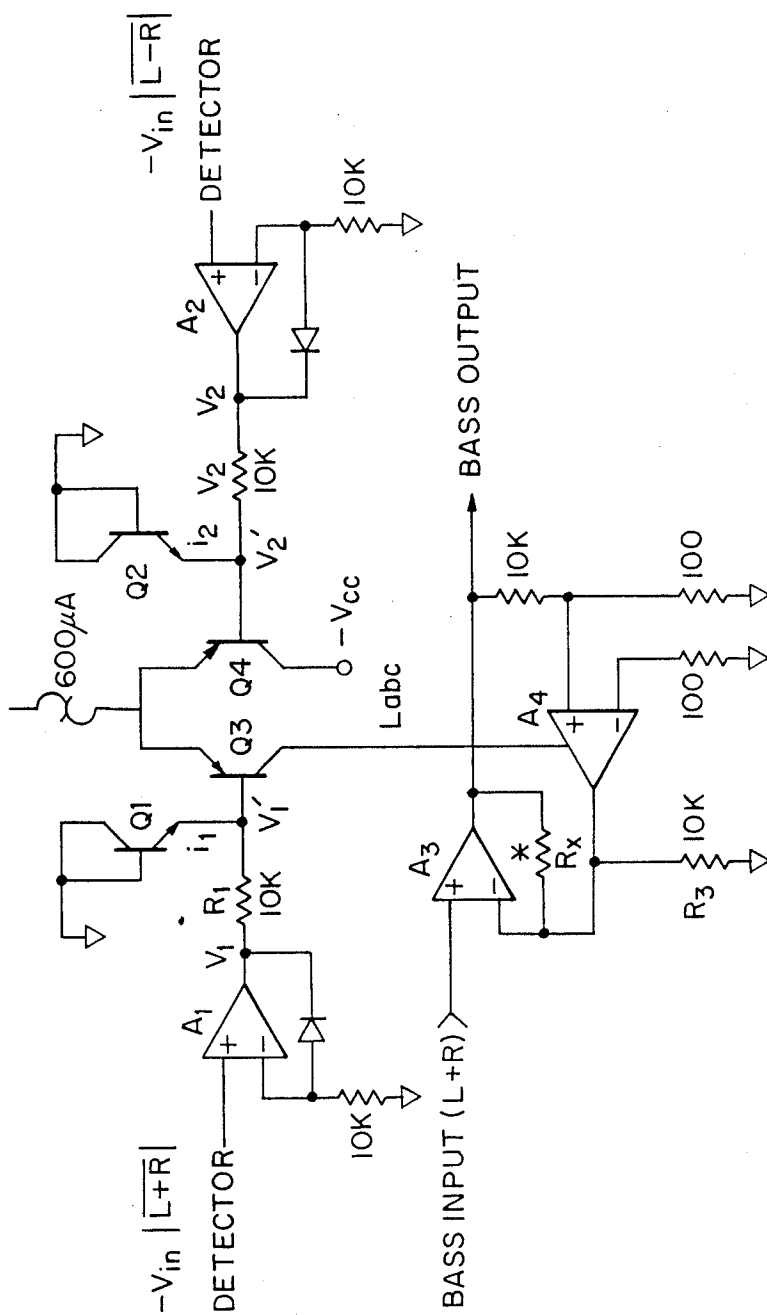 -Vin |L+R|
DETECTOR
A1
+
-
10K
V1
R1
10K
V1'
i1
Q1
600µA
Q3
Q4
-Vcc
Q2
i2
V2'
V2
10K
V2
A2
+
-
-Vin |L-R|
DETECTOR
10K
Labc
BASS INPUT (L+R)
A3
+
-
*
Rx
R3
10K
A4
+
-
100
100
10K
BASS OUTPUT